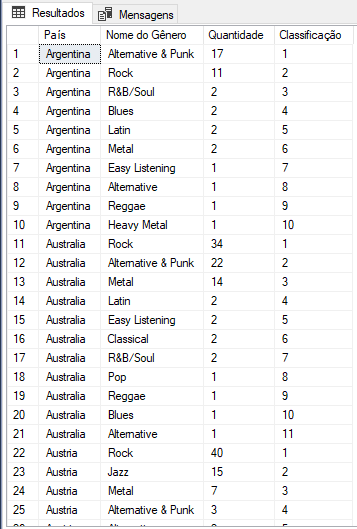 Resultados Mensagens
País Nome do Gênero Quantidade Classificação
1 Argentina Alternative & Punk 17 1
2 Argentina Rock 11 2
3 Argentina R&B/Soul 2 3
4 Argentina Blues 2 4
5 Argentina Latin 2 5
6 Argentina Metal 2 6
7 Argentina Easy Listening 1 7
8 Argentina Alternative 1 8
9 Argentina Reggae 1 9
10 Argentina Heavy Metal 1 10
11 Australia Rock 34 1
12 Australia Alternative & Punk 22 2
13 Australia Metal 14 3
14 Australia Latin 2 4
15 Australia Easy Listening 2 5
16 Australia Classical 2 6
17 Australia R&B/Soul 2 7
18 Australia Pop 1 8
19 Australia Reggae 1 9
20 Australia Blues 1 10
21 Australia Alternative 1 11
22 Austria Rock 40 1
23 Austria Jazz 15 2
24 Austria Metal 7 3
25 Austria Alternative & Punk 3 4